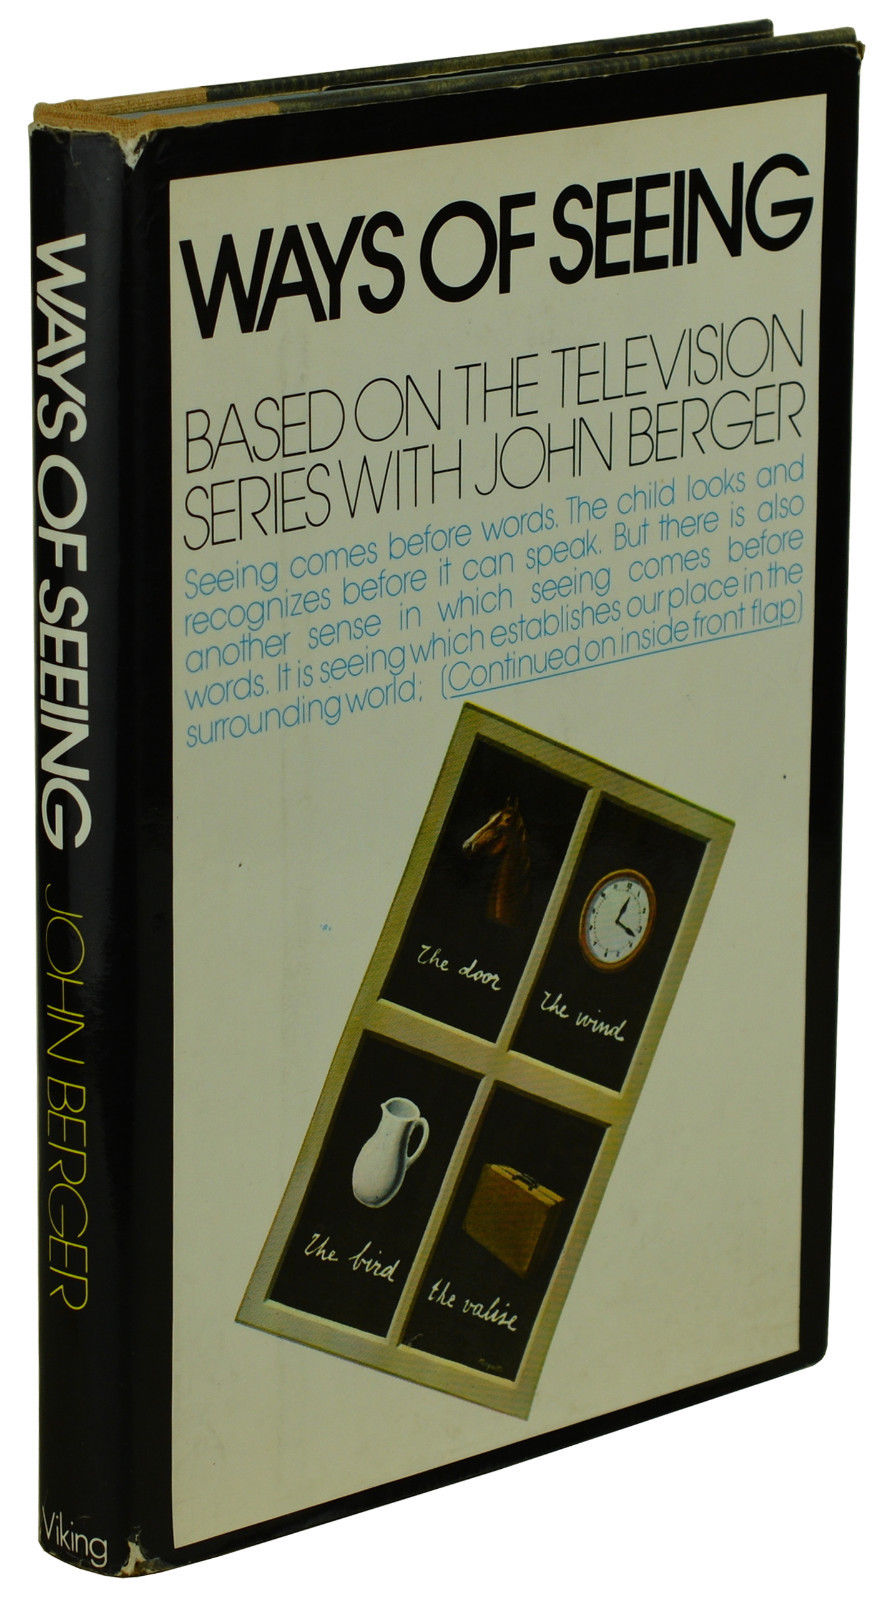 WAYS OF SEEING
JOHN BERGER
Viking
WAYS OF SEEING
BASED ON THE TELEVISION
SERIES WITH JOHN BERGER
Seeing comes before words. The child looks and
recognizes before it can speak. But there is also
another sense in which seeing comes before
words. It is seeing which establishes our place in the
surrounding world; (Continued on inside front flap)
The door
the wind
The bird
the valise